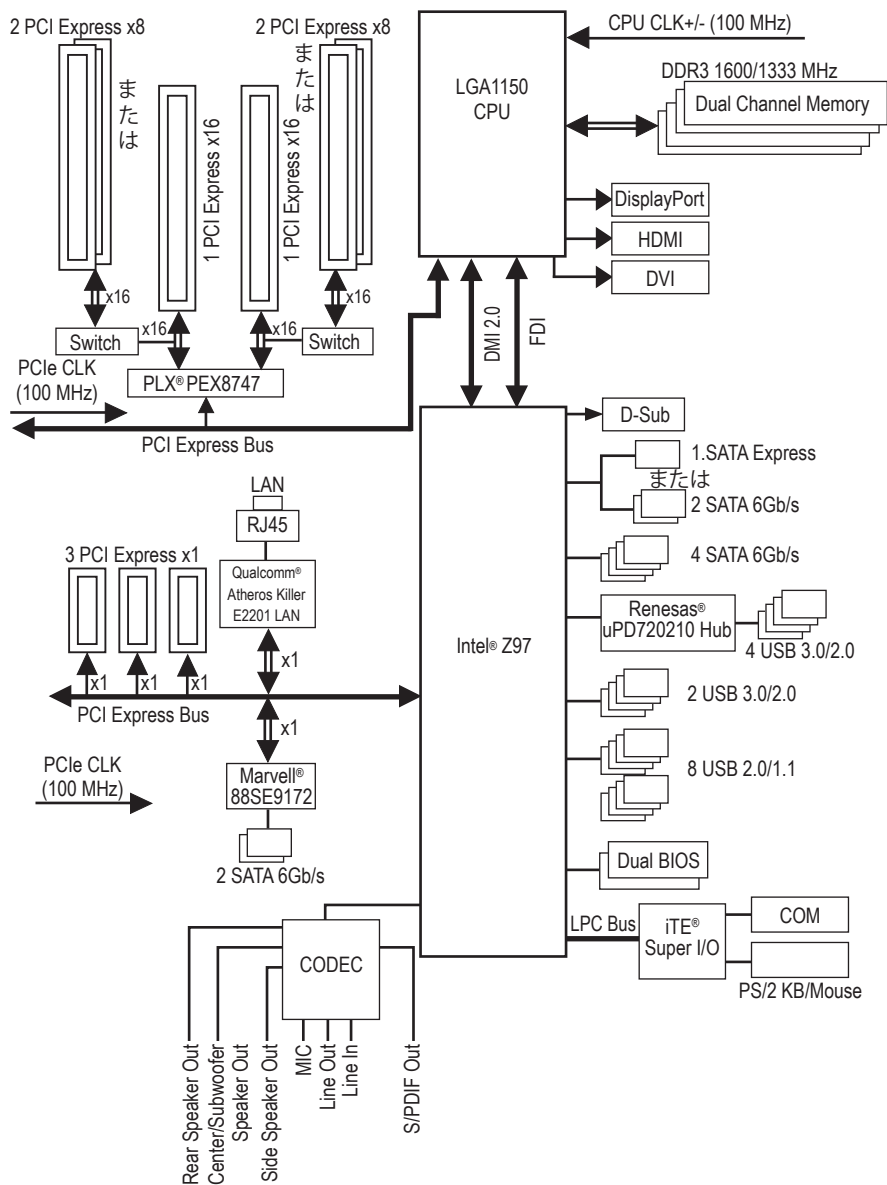 2 PCI Express x8
または
1 PCI Express x16
1 PCI Express x16
2 PCI Express x8
または
x16
x16
x16
x16
Switch
Switch
PLX® PEX8747
PCIe CLK
(100 MHz)
PCI Express Bus
LGA1150
CPU
CPU CLK+/- (100 MHz)
DDR3 1600/1333 MHz
Dual Channel Memory
DisplayPort
HDMI
DVI
DMI 2.0
FDI
LAN
RJ45
Qualcomm®
Atheros Killer
E2201 LAN
3 PCI Express x1
x1
x1
x1
x1
PCI Express Bus
x1
PCIe CLK
(100 MHz)
Marvell®
88SE9172
2 SATA 6Gb/s
Intel® Z97
D-Sub
1.SATA Express
または
2 SATA 6Gb/s
4 SATA 6Gb/s
Renesas®
uPD720210 Hub
4 USB 3.0/2.0
2 USB 3.0/2.0
8 USB 2.0/1.1
Dual BIOS
LPC Bus
iTE®
Super I/O
COM
PS/2 KB/Mouse
CODEC
Rear Speaker Out
Center/Subwoofer
Speaker Out
Side Speaker Out
MIC
Line Out
Line In
S/PDIF Out